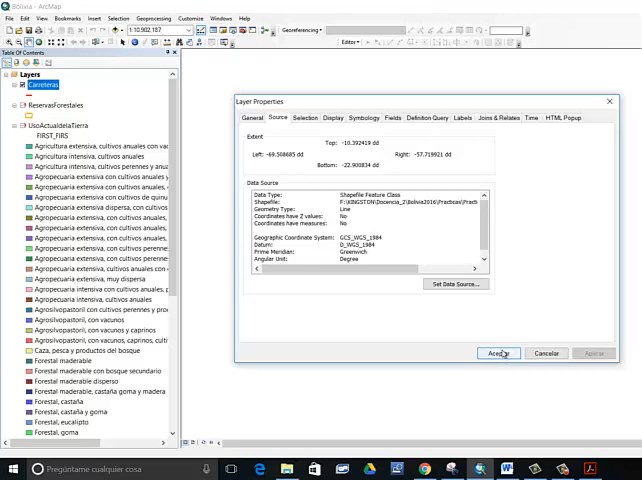 Bolivia - ArcMap
File Edit View Bookmarks Insert Selection Geoprocessing Customize Windows Help
1:10.902.187
Georeferencing
Editor
Table Of Contents
Layers
Carreteras
ReservasForestales
UsoActualdelaTierra
FIRST_FIRS
Agricultura extensiva, cultivos anuales con vac
Agricultura intensiva, cultivos anuales
Agricultura intensiva, cultivos perennes y anua
Agropecuaria extensiva con cultivos anuales
Agropecuaria extensiva, con cultivos anuales
Agropecuaria extensiva, con cultivos de quinu
Agropecuaria extensiva dispersa, con cultivos
Agropecuaria extensiva, con cultivos anuales
Agropecuaria extensiva, con cultivos anuales
Agropecuaria extensiva, con cultivos anuales
Agropecuaria extensiva, con cultivos perennes
Agropecuaria extensiva, con cultivos perennes
Agropecuaria extensiva, cultivos anuales con
Agropecuaria extensiva, muy dispersa
Agropecuaria intensiva, con cultivos perennes
Agropecuaria intensiva, cultivos anuales
Agrosilvopastoril con cultivos perennes y prod
Agrosilvopastoril, con vacunos
Agrosilvopastoril, con vacunos y caprinos
Agrosilvopastoril, con vacunos, caprinos, culti
Caza, pesca y productos del bosque
Forestal maderable
Forestal maderable con bosque secundario
Forestal maderable disperso
Forestal maderable, castaña goma y madera
Forestal, castaña
Forestal, castaña y goma
Forestal, eucalipto
Forestal, goma
Layer Properties
General Source Selection Display Symbology Fields Definition Query Labels Joins & Relates Time HTML Popup
Extent
Top: -10.392419 dd
Left: -69.508685 dd Right: -57.719921 dd
Bottom: -22.900834 dd
Data Source
Data Type: Shapefile Feature Class
Shapefile: F:\KINGSTON\Docencia_2\Bolivia2016\Practicas\Practi
Geometry Type: Line
Coordinates have Z values: No
Coordinates have measures: No
Geographic Coordinate System: GCS_WGS_1984
Datum: D_WGS_1984
Prime Meridian: Greenwich
Angular Unit: Degree
Set Data Source...
Aceptar Cancelar Aplicar
Pregúntame cualquier cosa